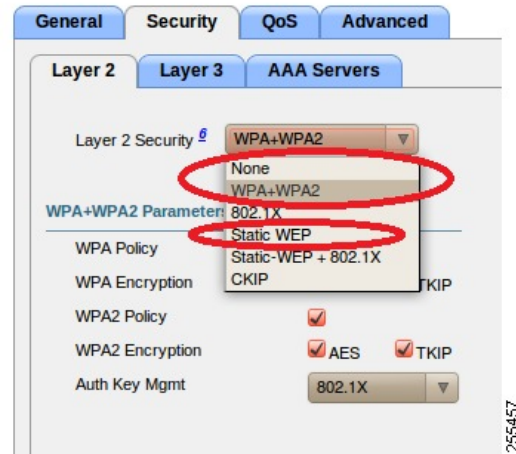 General Security QoS Advanced
Layer 2 Layer 3 AAA Servers
Layer 2 Security 6 WPA+WPA2
None
WPA+WPA2
WPA+WPA2 Parameters 802.1X
Static WEP
WPA Policy
Static-WEP + 802.1X
WPA Encryption CKIP TKIP
WPA2 Policy
WPA2 Encryption AES TKIP
Auth Key Mgmt 802.1X
255457